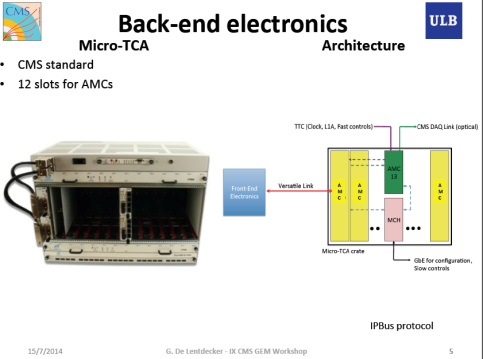 CMS
Back-end electronics
ULB
Micro-TCA
Architecture
• CMS standard
• 12 slots for AMCs
TTC (Clock, L1A, Fast controls)
CMS DAQ Link (optical)
Front-End
Electronics
Versatile Link
A
M
C
A
M
C
AMC
13
A
M
C
MCH
Micro-TCA crate
GbE for configuration,
Slow controls
IPBus protocol
15/7/2014
G. De Lentdecker - IX CMS GEM Workshop
5